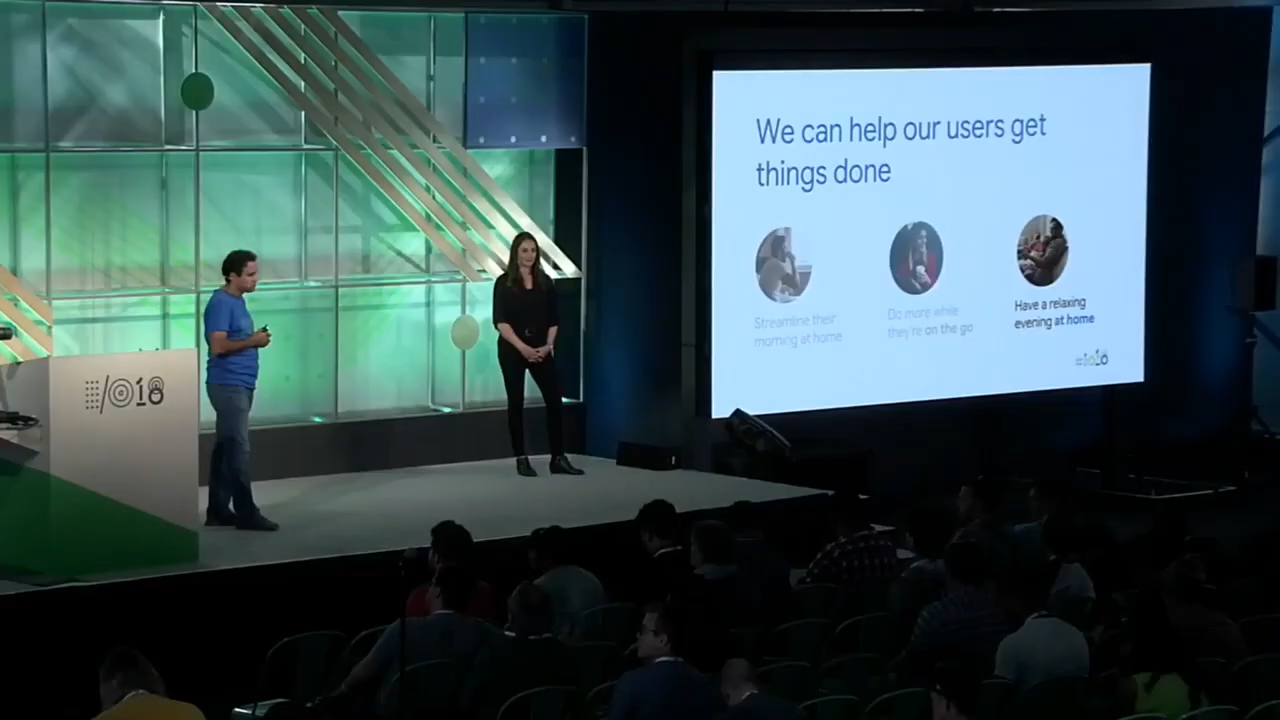 We can help our users get
things done
Streamline their
morning at home
Do more while
they're on the go
Have a relaxing
evening at home
#io18
I/O18